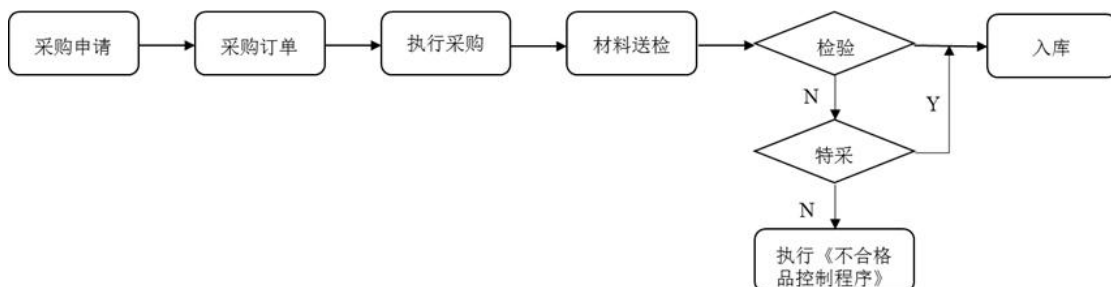 采购申请
采购订单
执行采购
材料送检
检验
入库
N
Y
特采
N
执行《不合格
品控制程序》